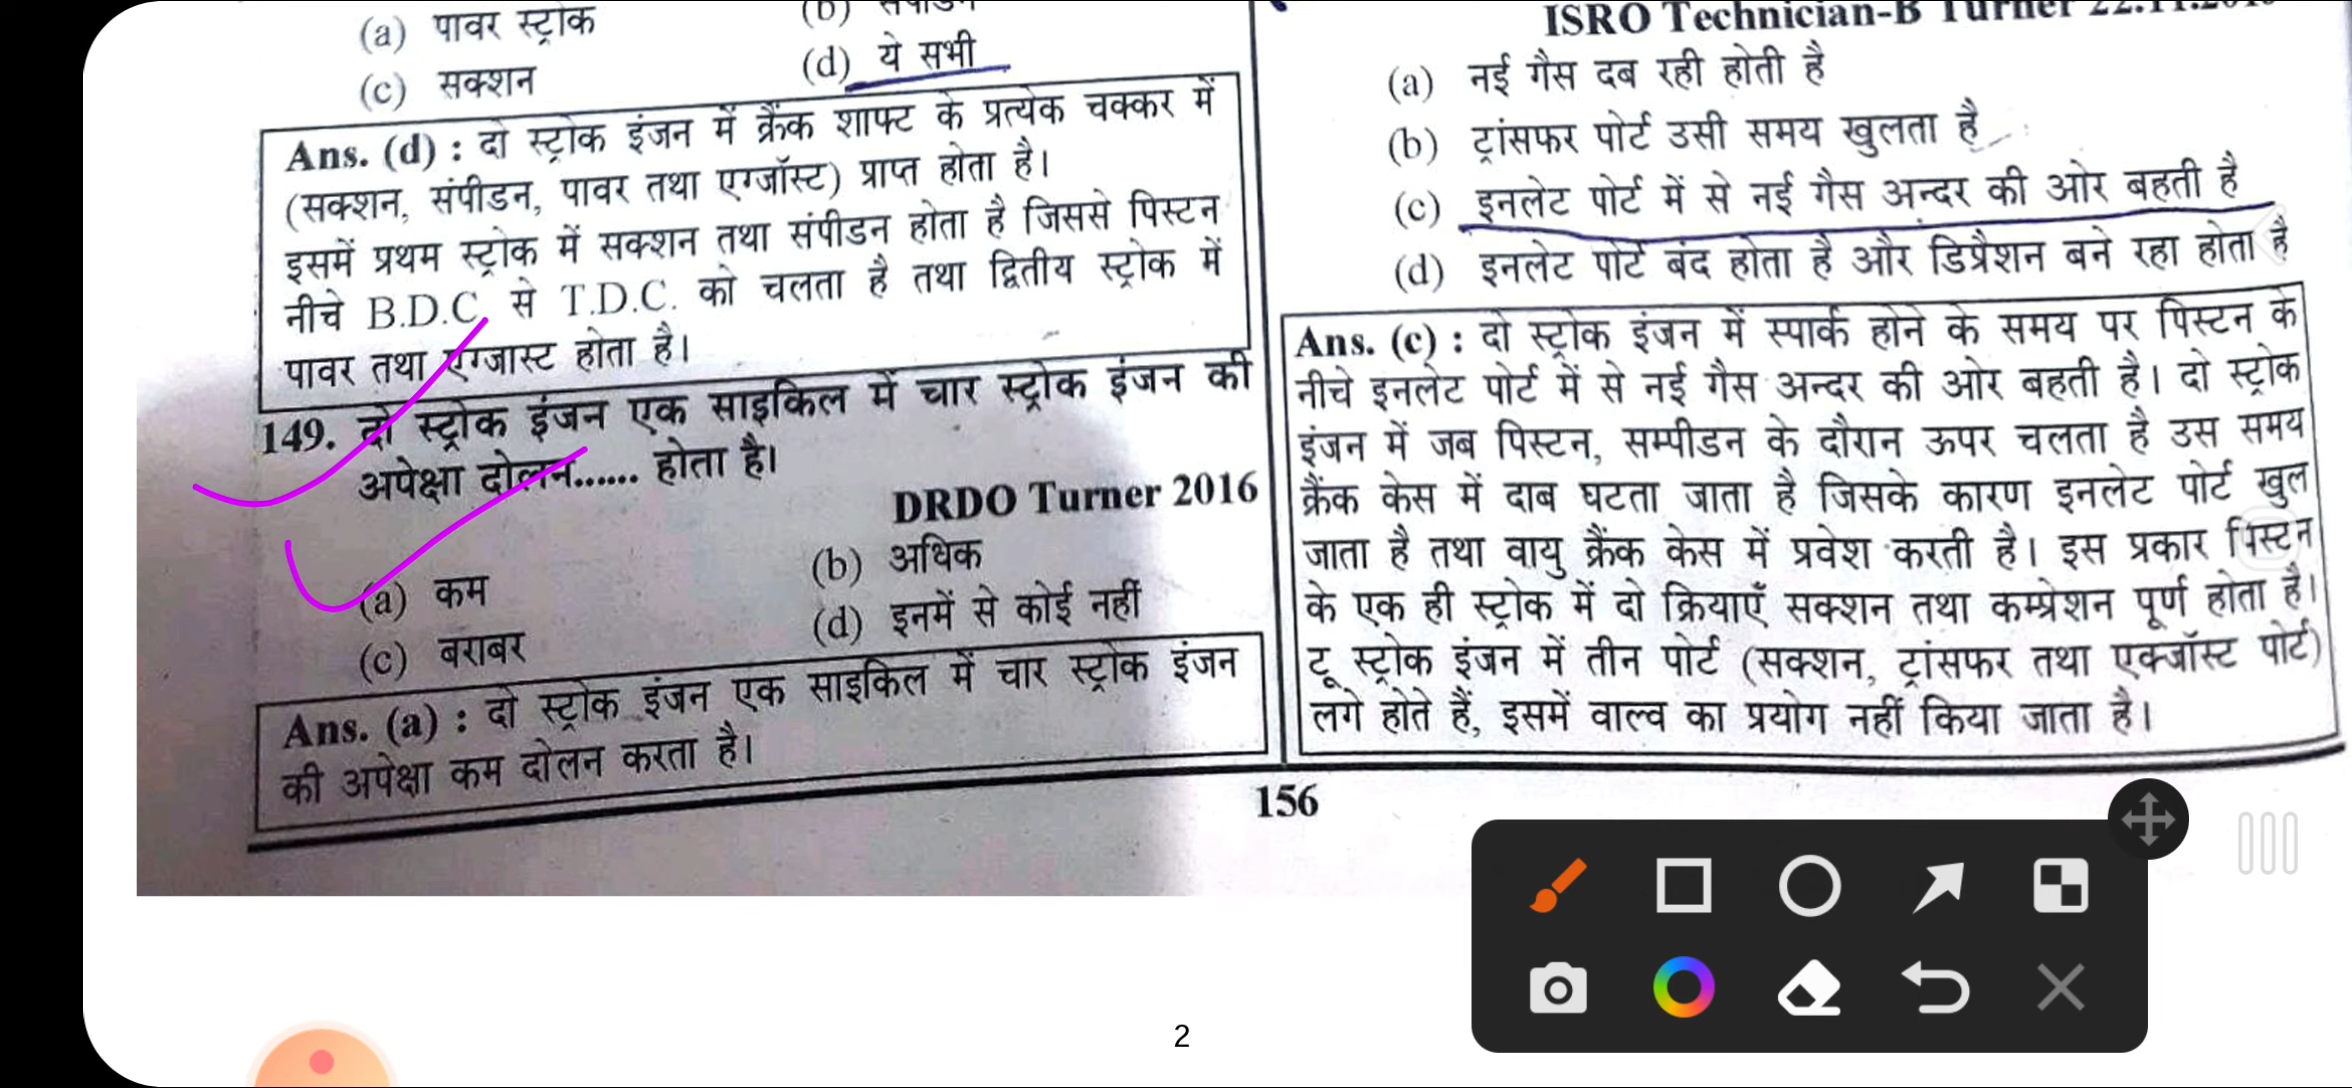 (a) पावर स्ट्रोक
(c) सक्शन
(d) ये सभी
Ans. (d) : दो स्ट्रोक इंजन में क्रैंक शाफ्ट के प्रत्येक चक्कर में
(सक्शन, संपीडन, पावर तथा एग्जॉस्ट) प्राप्त होता है।
इसमें प्रथम स्ट्रोक में सक्शन तथा संपीडन होता है जिससे पिस्टन
नीचे B.D.C. से T.D.C. को चलता है तथा द्वितीय स्ट्रोक में
पावर तथा एग्जास्ट होता है।
149. दो स्ट्रोक इंजन एक साइकिल में चार स्ट्रोक इंजन की
अपेक्षा दोलन...... होता है।
DRDO Turner 2016
(a) कम
(b) अधिक
(c) बराबर
(d) इनमें से कोई नहीं
Ans. (a) : दो स्ट्रोक इंजन एक साइकिल में चार स्ट्रोक इंजन
की अपेक्षा कम दोलन करता है।
ISRO Technician-B Turner
(a) नई गैस दब रही होती है
(b) ट्रांसफर पोर्ट उसी समय खुलता है
(c) इनलेट पोर्ट में से नई गैस अन्दर की ओर बहती है
(d) इनलेट पोर्ट बंद होता है और डिप्रैशन बने रहा होता है
Ans. (c) : दो स्ट्रोक इंजन में स्पार्क होने के समय पर पिस्टन के
नीचे इनलेट पोर्ट में से नई गैस अन्दर की ओर बहती है। दो स्ट्रोक
इंजन में जब पिस्टन, सम्पीडन के दौरान ऊपर चलता है उस समय
क्रैंक केस में दाब घटता जाता है जिसके कारण इनलेट पोर्ट खुल
जाता है तथा वायु क्रैंक केस में प्रवेश करती है। इस प्रकार पिस्टन
के एक ही स्ट्रोक में दो क्रियाएँ सक्शन तथा कम्प्रेशन पूर्ण होता है।
टू स्ट्रोक इंजन में तीन पोर्ट (सक्शन, ट्रांसफर तथा एक्जॉस्ट पोर्ट)
लगे होते हैं, इसमें वाल्व का प्रयोग नहीं किया जाता है।
156
2